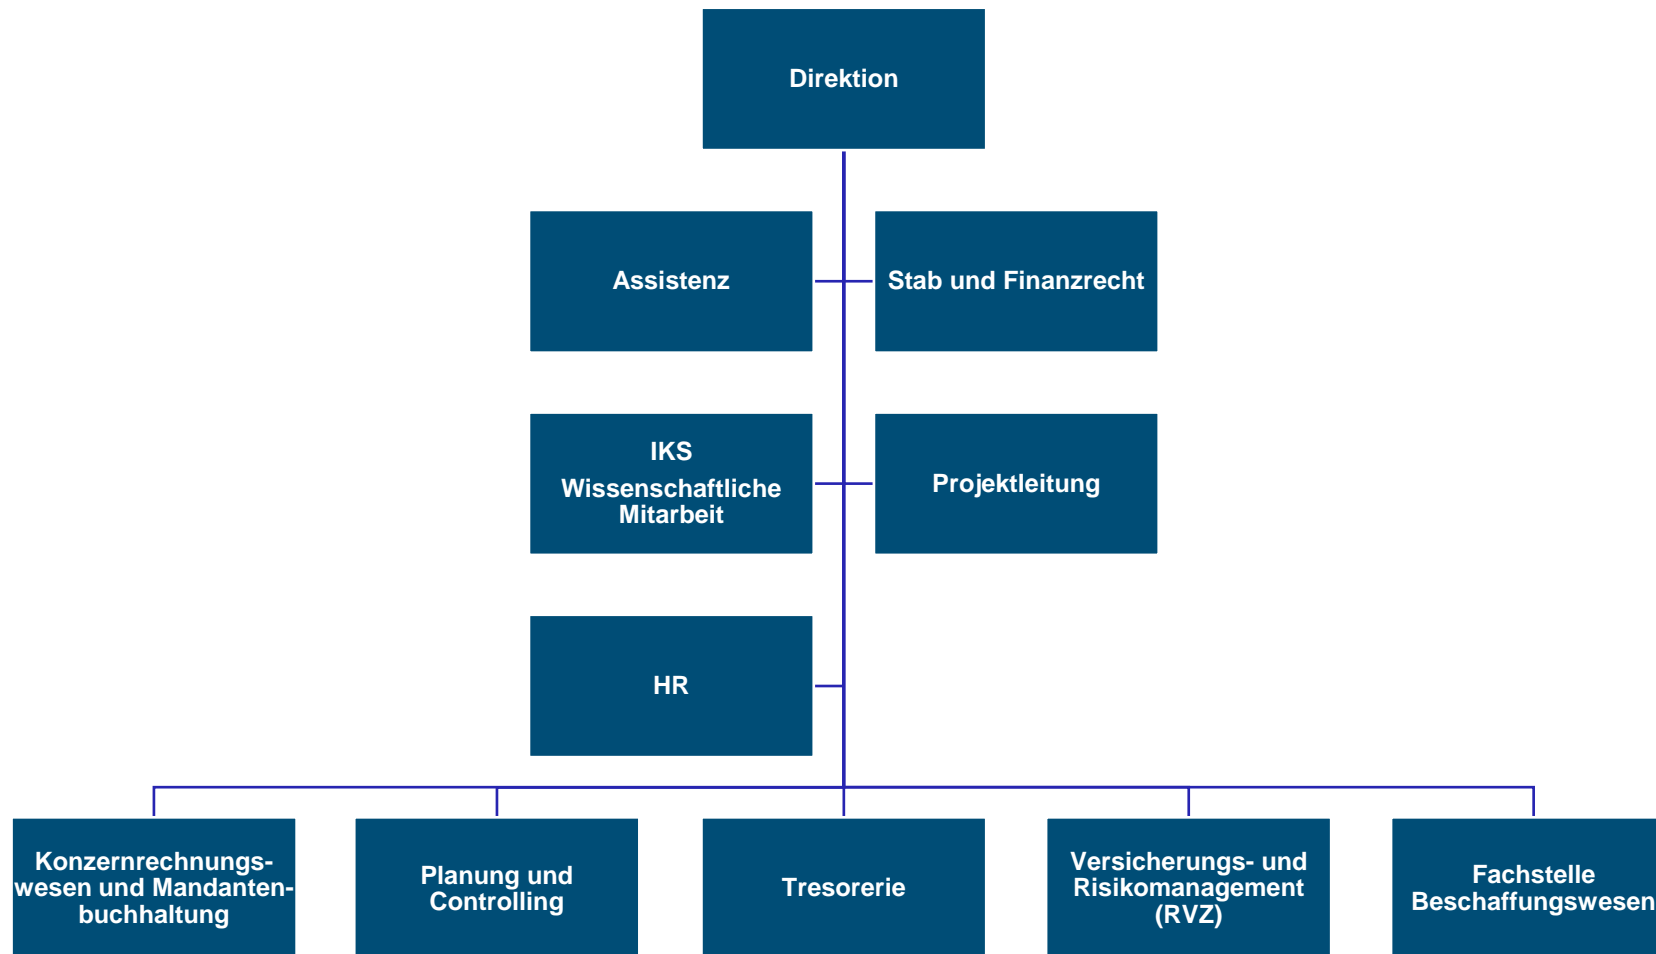 Direktion
Assistenz
Stab und Finanzrecht
IKS
Wissenschaftliche
Mitarbeit
Projektleitung
HR
Konzernrechnungs-
wesen und Mandanten-
buchhaltung
Planung und
Controlling
Tresorerie
Versicherungs- und
Risikomanagement
(RVZ)
Fachstelle
Beschaffungswesen